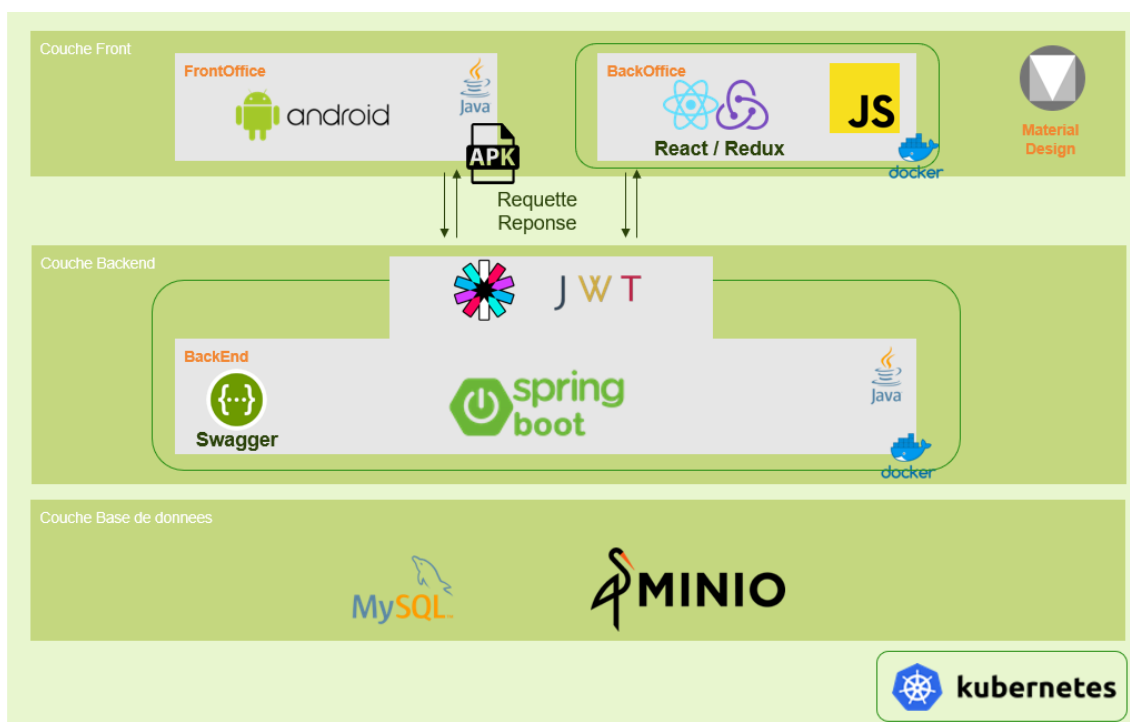 Couche Front
FrontOffice
android
Java
APK
BackOffice
React / Redux
JS
docker
Material
Design
Requette
Reponse
Couche Backend
JWT
BackEnd
Swagger
{···}
spring
boot
Java
docker
Couche Base de donnees
MySQL
MINIO
kubernetes